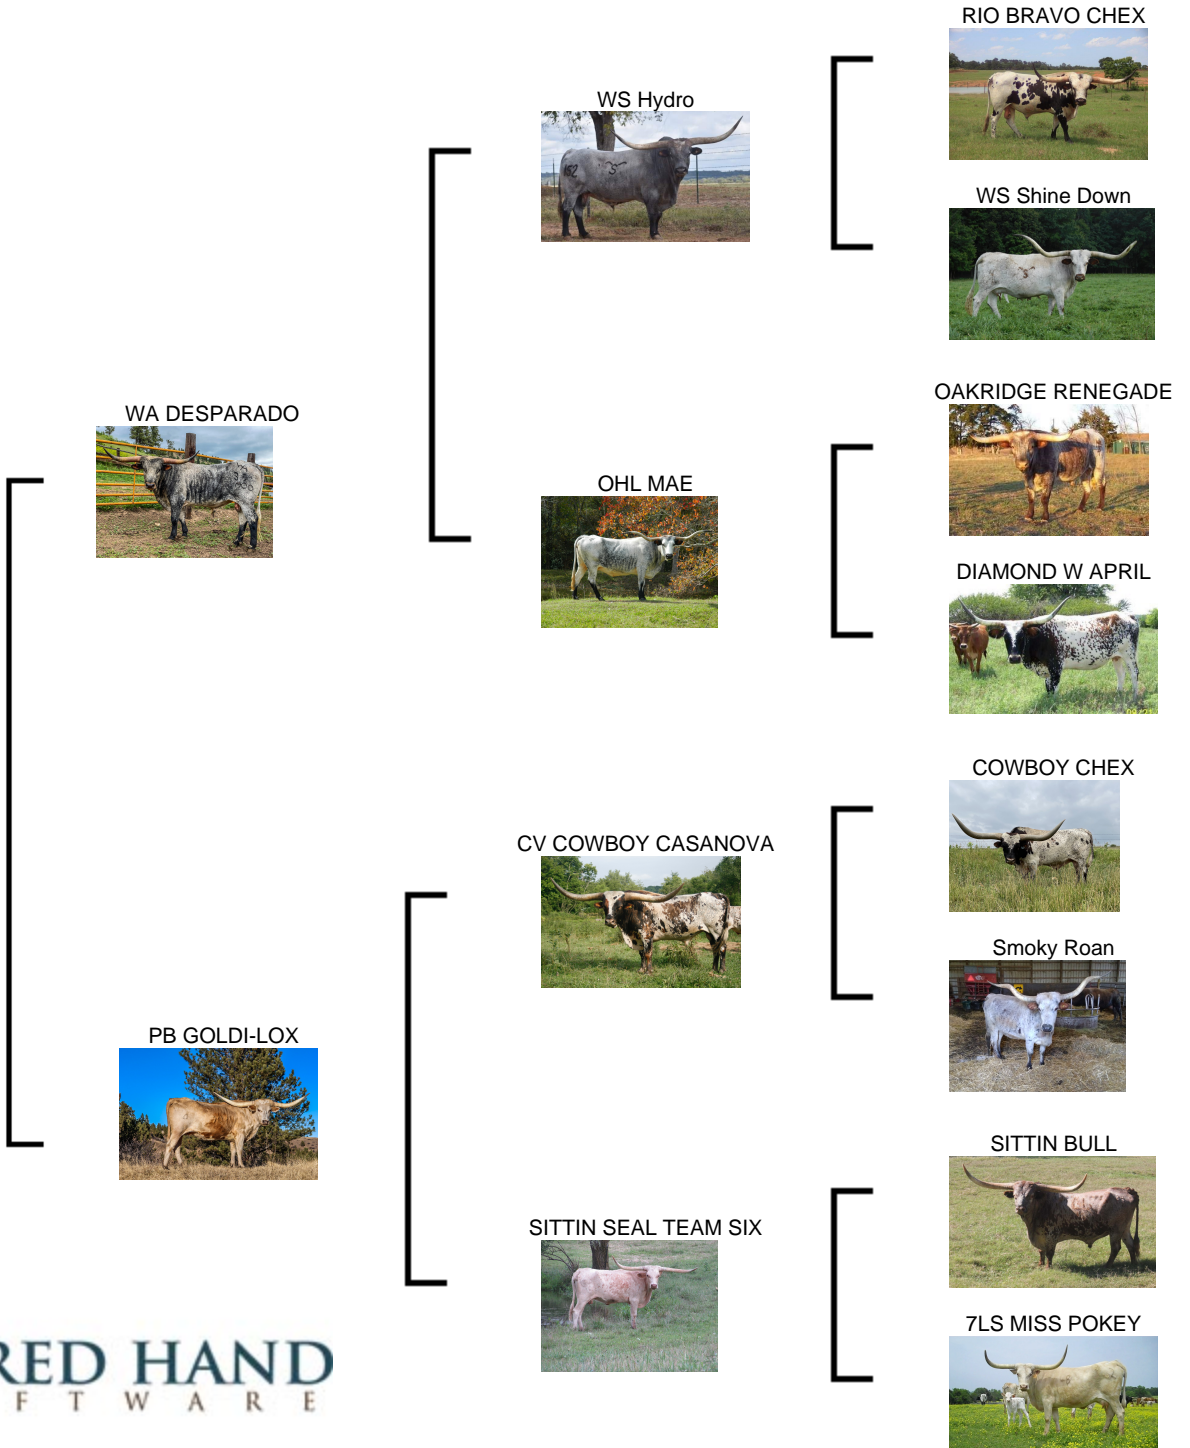 RIO BRAVO CHEX
WS Hydro
WS Shine Down
OAKRIDGE RENEGADE
WA DESPARADO
OHL MAE
DIAMOND W APRIL
COWBOY CHEX
CV COWBOY CASANOVA
Smoky Roan
PB GOLDI-LOX
SITTIN BULL
SITTIN SEAL TEAM SIX
7LS MISS POKEY
RED HAND
F T W A R E